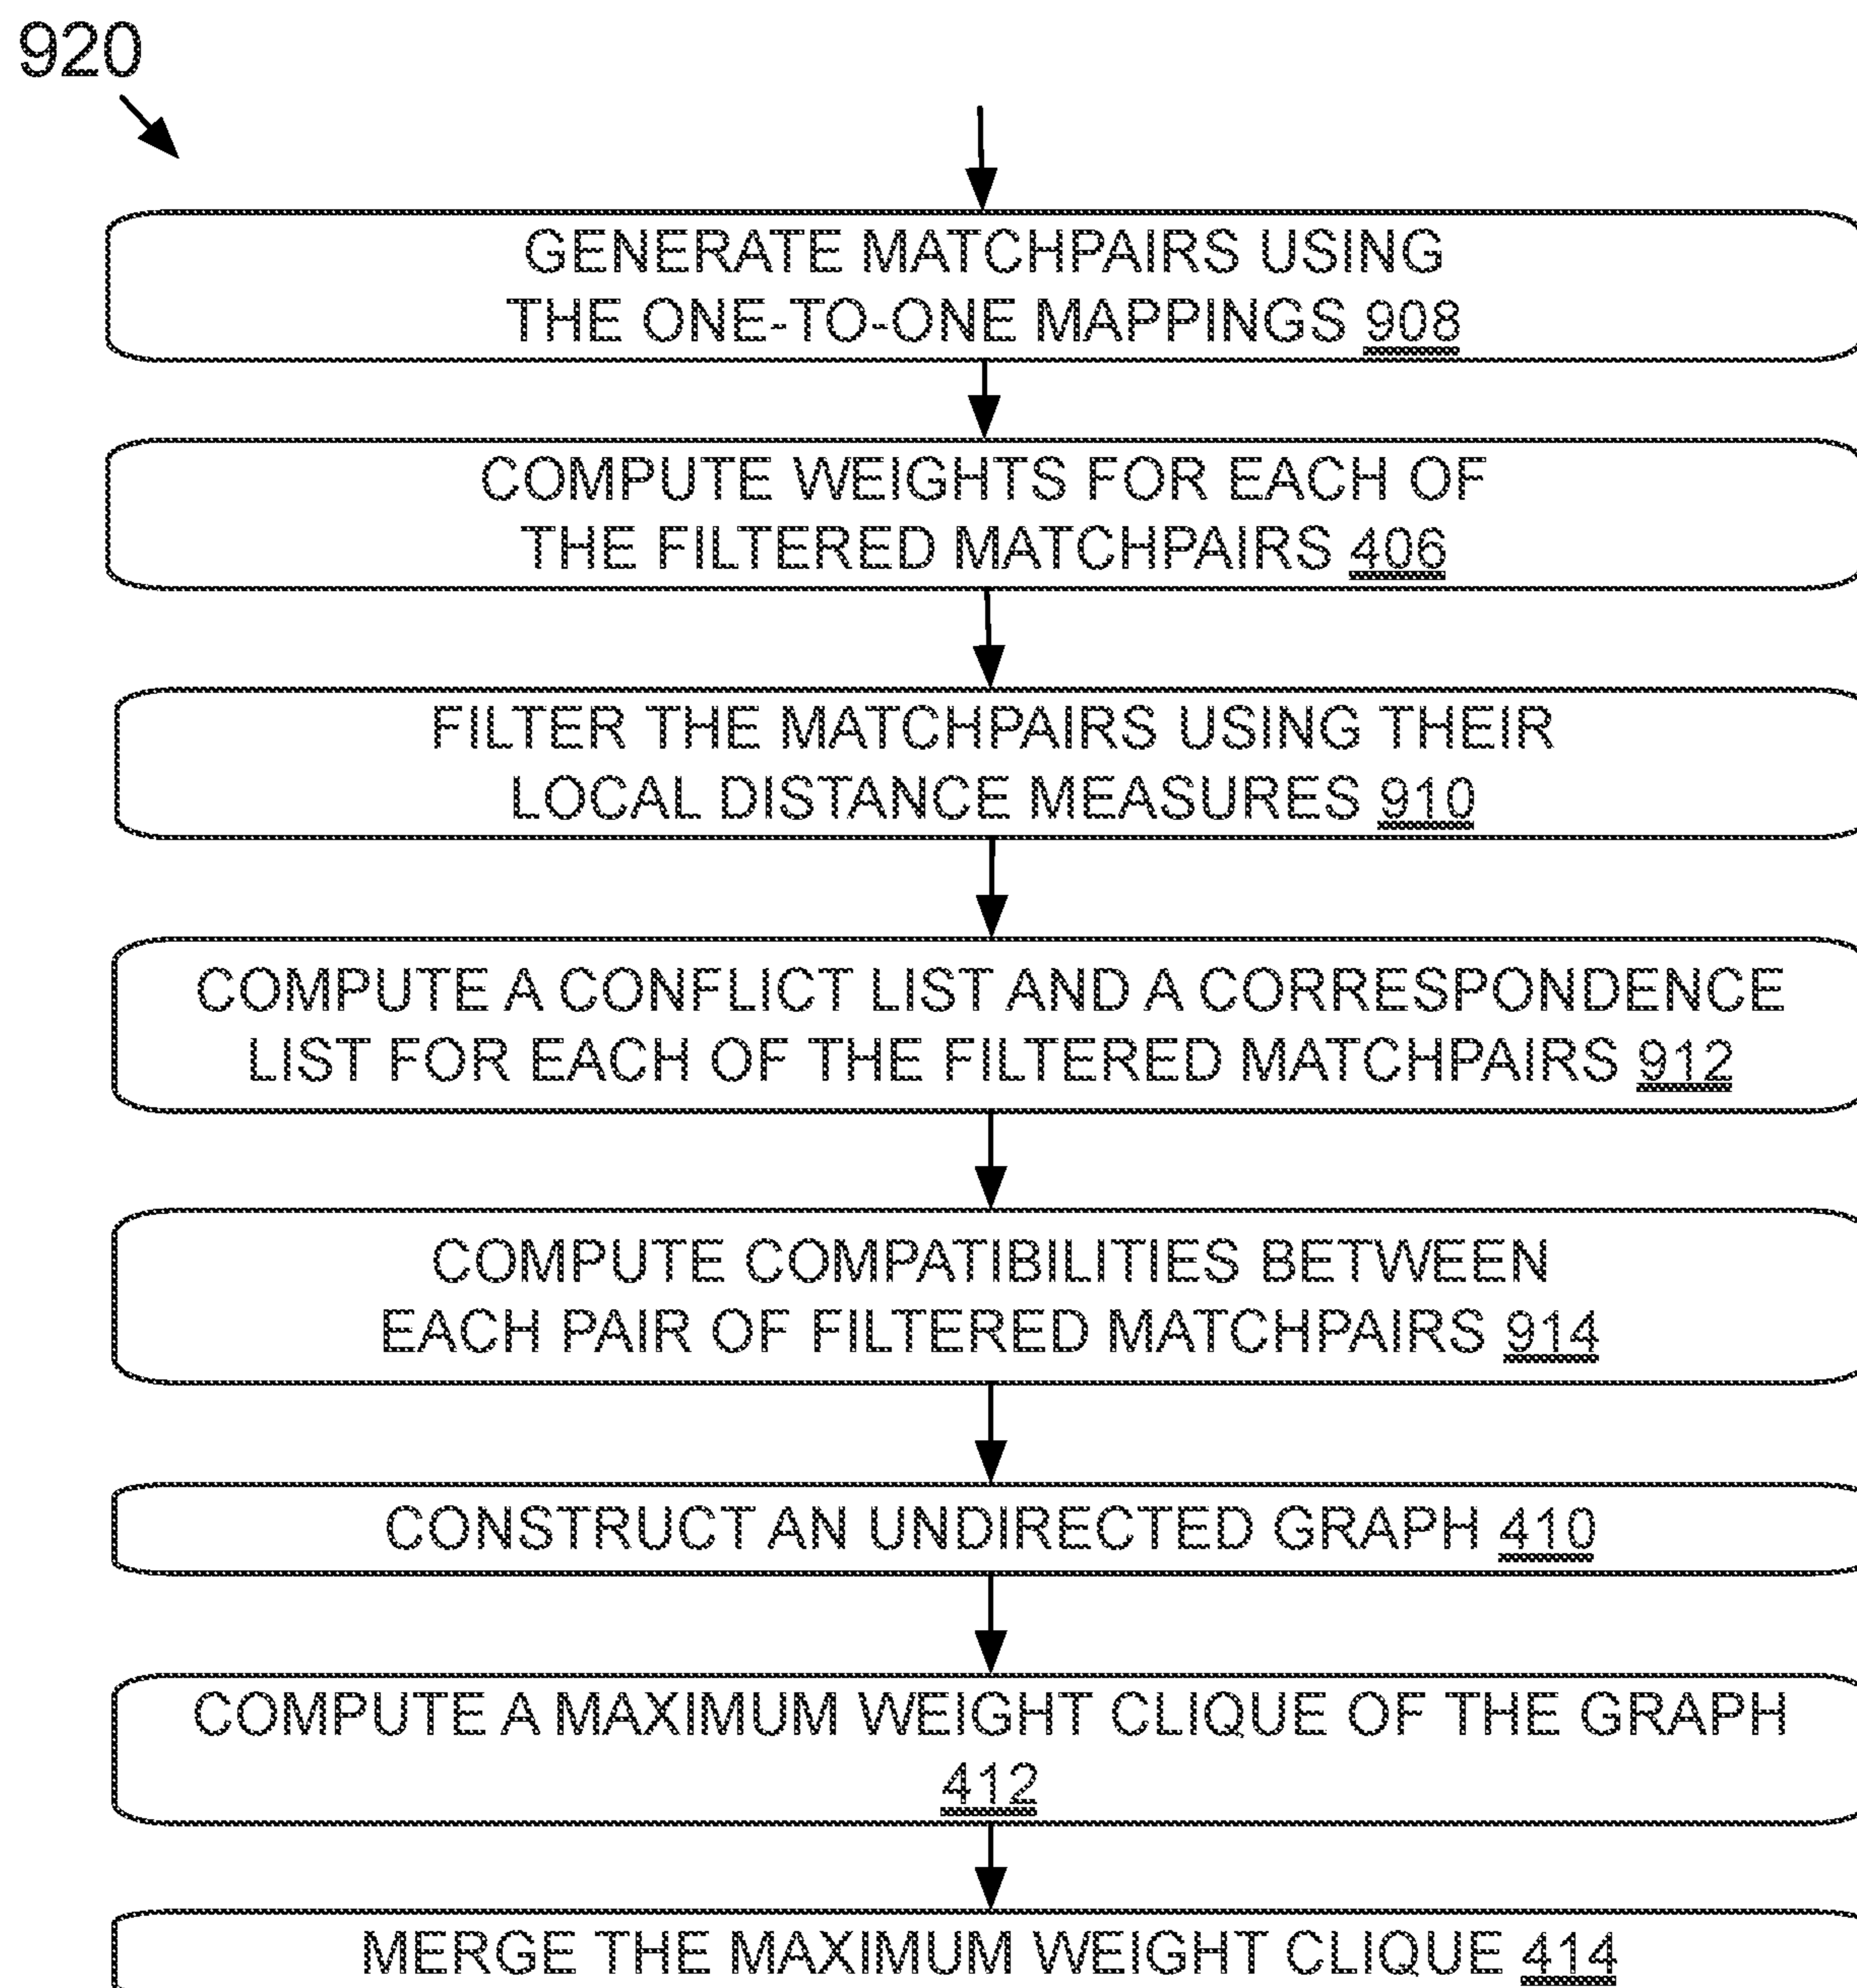 920
GENERATE MATCHPAIRS USING
THE ONE-TO-ONE MAPPINGS 908
COMPUTE WEIGHTS FOR EACH OF
THE FILTERED MATCHPAIRS 406
FILTER THE MATCHPAIRS USING THEIR
LOCAL DISTANCE MEASURES 910
COMPUTE A CONFLICT LIST AND A CORRESPONDENCE
LIST FOR EACH OF THE FILTERED MATCHPAIRS 912
COMPUTE COMPATIBILITIES BETWEEN
EACH PAIR OF FILTERED MATCHPAIRS 914
CONSTRUCT AN UNDIRECTED GRAPH 410
COMPUTE A MAXIMUM WEIGHT CLIQUE OF THE GRAPH
412
MERGE THE MAXIMUM WEIGHT CLIQUE 414